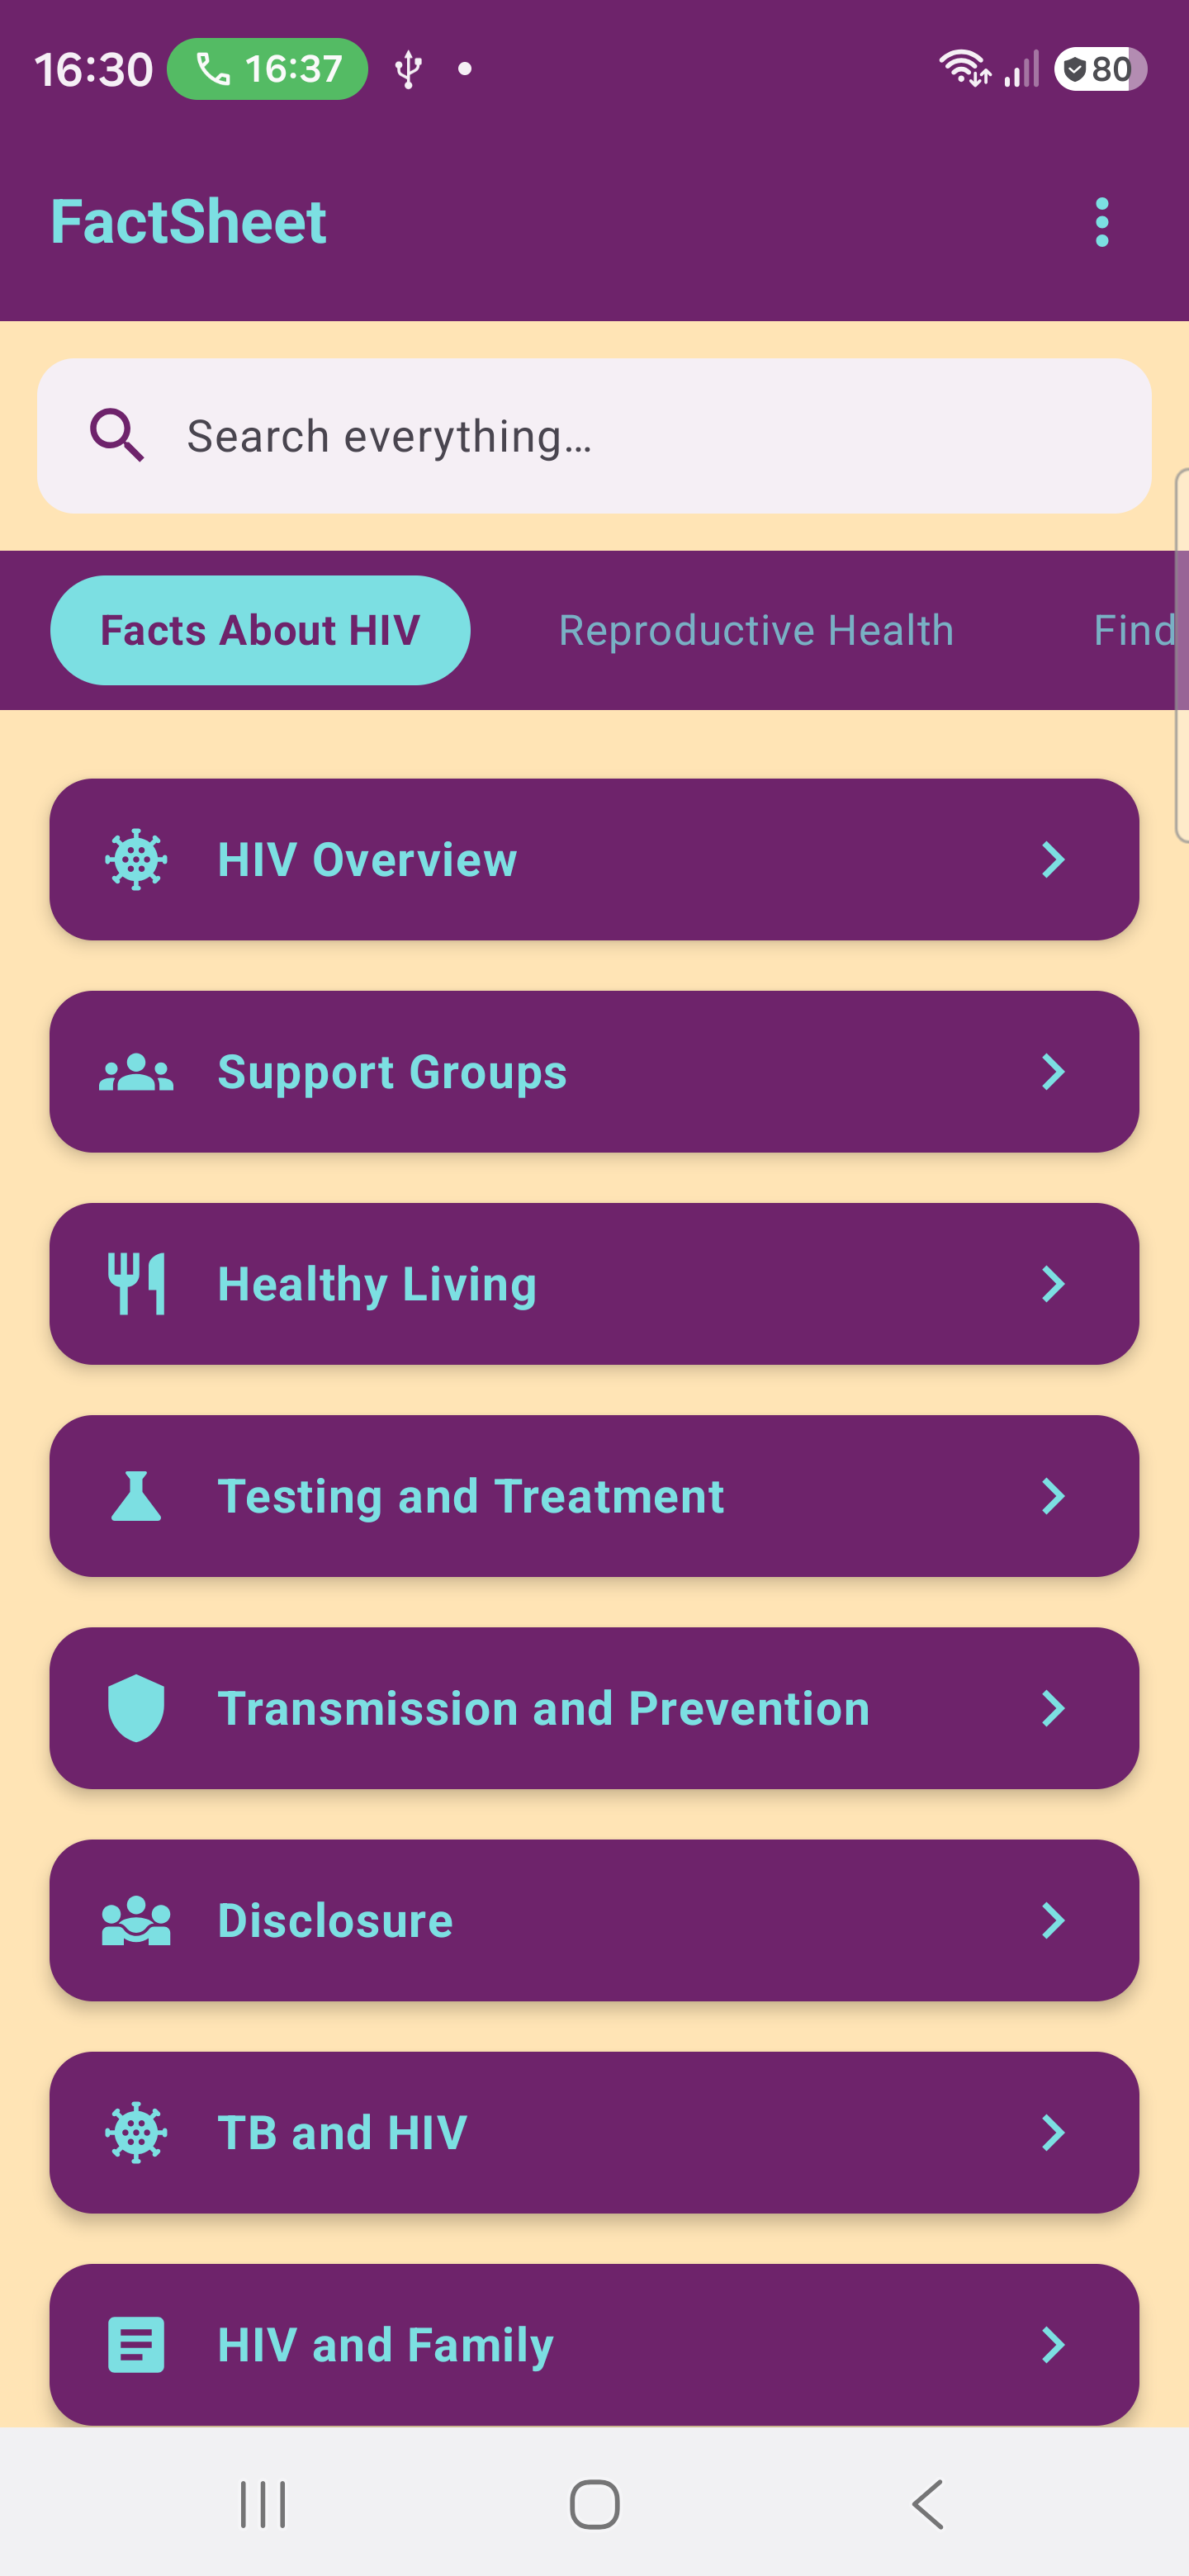 16:30 16:37 80
FactSheet
Search everything...
Facts About HIV Reproductive Health Find
HIV Overview
Support Groups
Healthy Living
Testing and Treatment
Transmission and Prevention
Disclosure
TB and HIV
HIV and Family